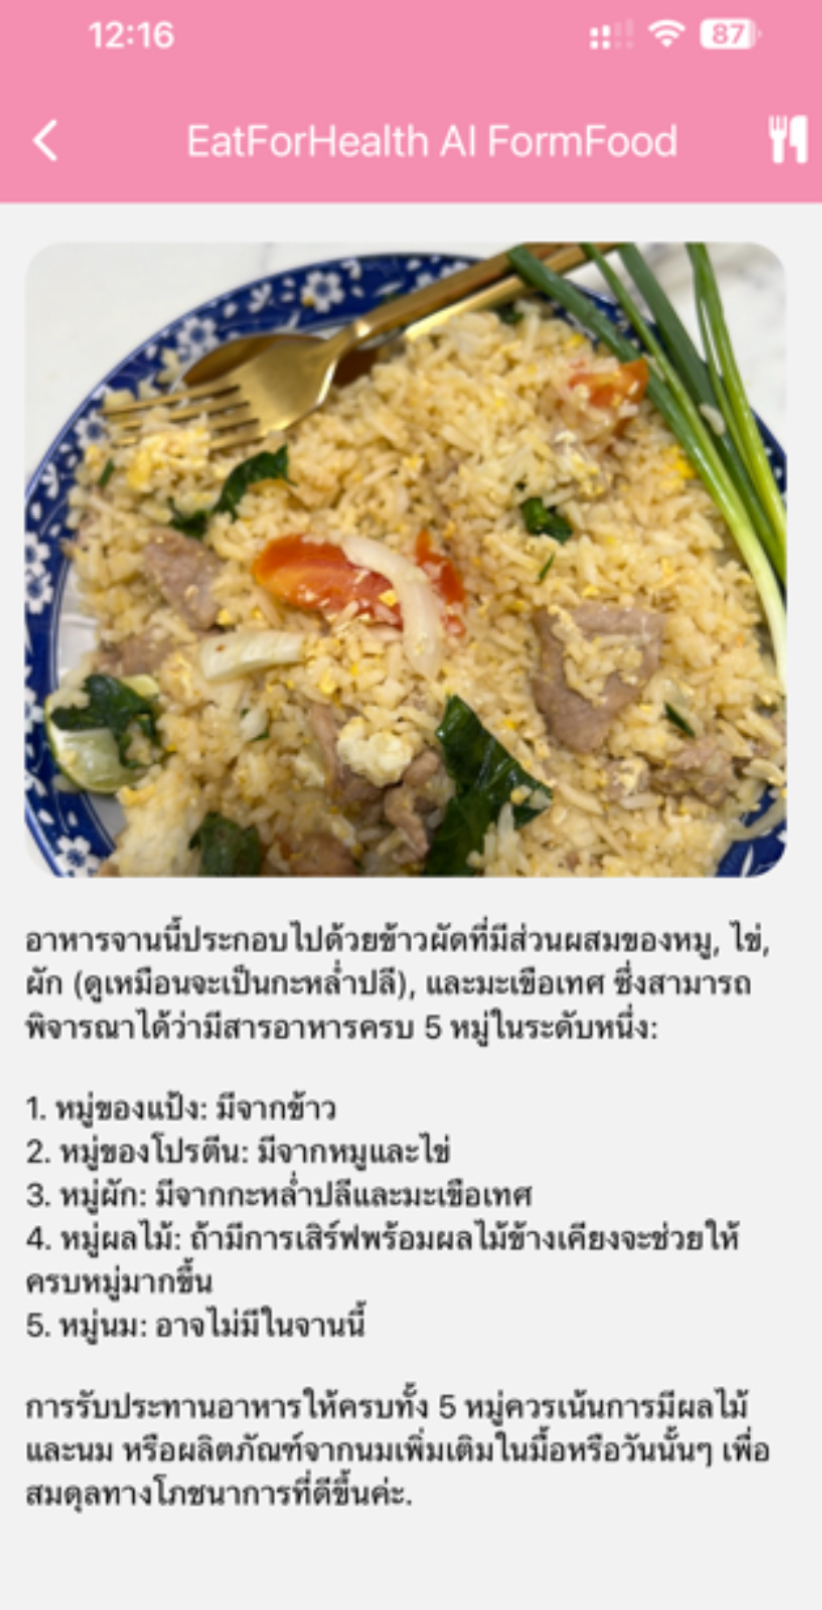 12:16
87
EatForHealth AI FormFood
อาหารจานนี้ประกอบไปด้วยข้าวผัดที่มีส่วนผสมของหมู, ไข่,
ผัก (ดูเหมือนจะเป็นกะหล่ำปลี), และมะเขือเทศ ซึ่งสามารถ
พิจารณาได้ว่ามีสารอาหารครบ 5 หมู่ในระดับหนึ่ง:
1. หมู่ของแป้ง: มีจากข้าว
2. หมู่ของโปรตีน: มีจากหมูและไข่
3. หมู่ผัก: มีจากกะหล่ำปลีและมะเขือเทศ
4. หมู่ผลไม้: ถ้ามีการเสิร์ฟพร้อมผลไม้ข้างเคียงจะช่วยให้
ครบหมู่มากขึ้น
5. หมู่นม: อาจไม่มีในจานนี้
การรับประทานอาหารให้ครบทั้ง 5 หมู่ควรเน้นการมีผลไม้
และนม หรือผลิตภัณฑ์จากนมเพิ่มเติมในมื้อหรือวันนั้นๆ เพื่อ
สมดุลทางโภชนาการที่ดีขึ้นค่ะ.